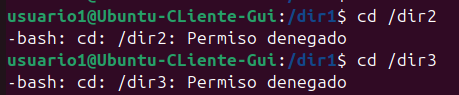 usuario1@Ubuntu-CLiente-Gui:/dir1$ cd /dir2
-bash: cd: /dir2: Permiso denegado
usuario1@Ubuntu-CLiente-Gui:/dir1$ cd /dir3
-bash: cd: /dir3: Permiso denegado